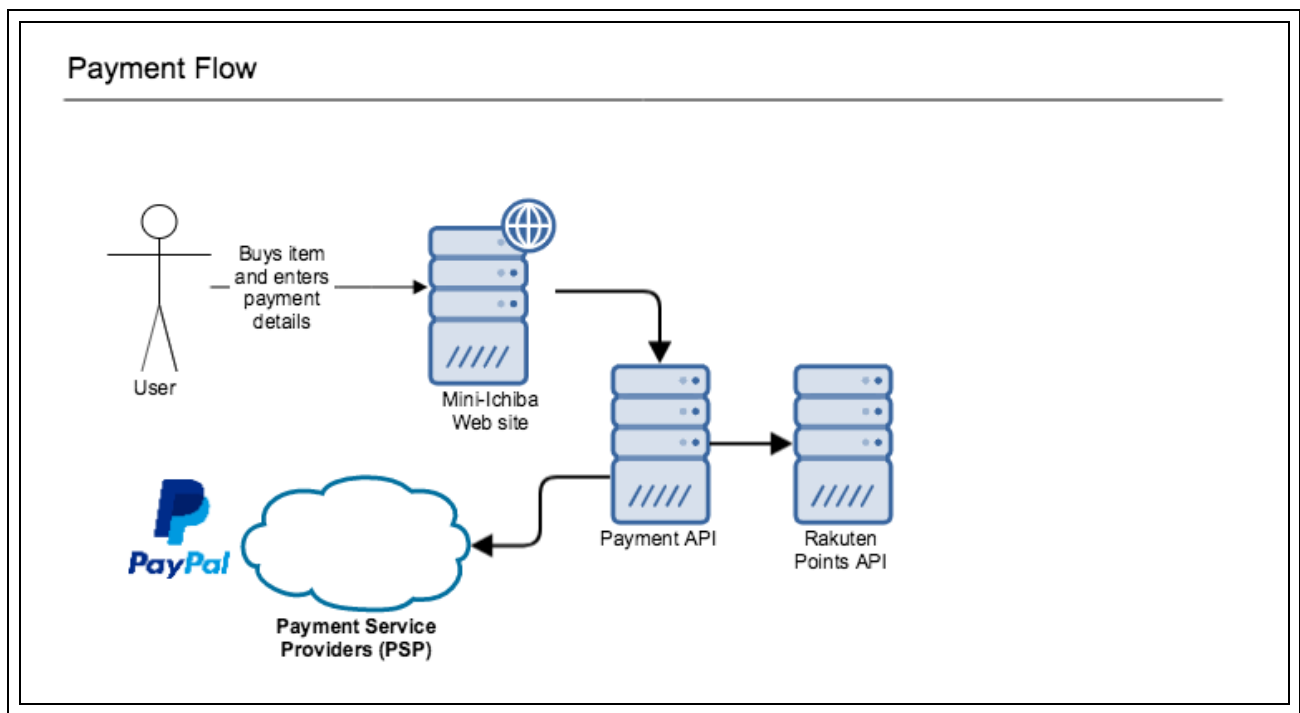 Payment Flow
Buys item
and enters
payment
details
User
Mini-Ichiba
Web site
Payment API
Rakuten
Points API
PayPal
Payment Service
Providers (PSP)